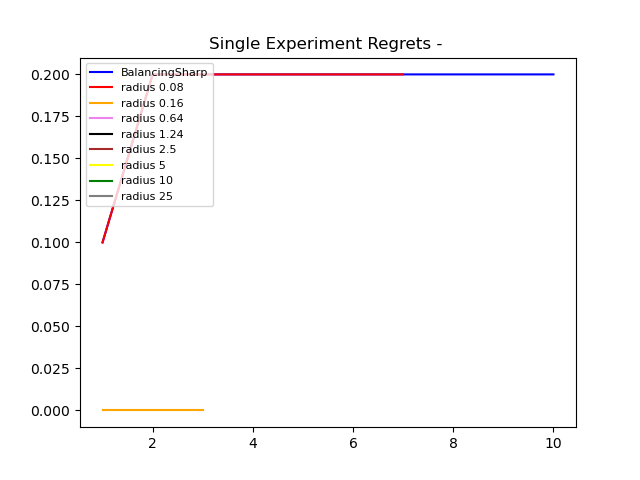 Single Experiment Regrets -
0.200
0.175
0.150
0.125
0.100
0.075
0.050
0.025
0.000
BalancingSharp
radius 0.08
radius 0.16
radius 0.64
radius 1.24
radius 2.5
radius 5
radius 10
radius 25
2
4
6
8
10